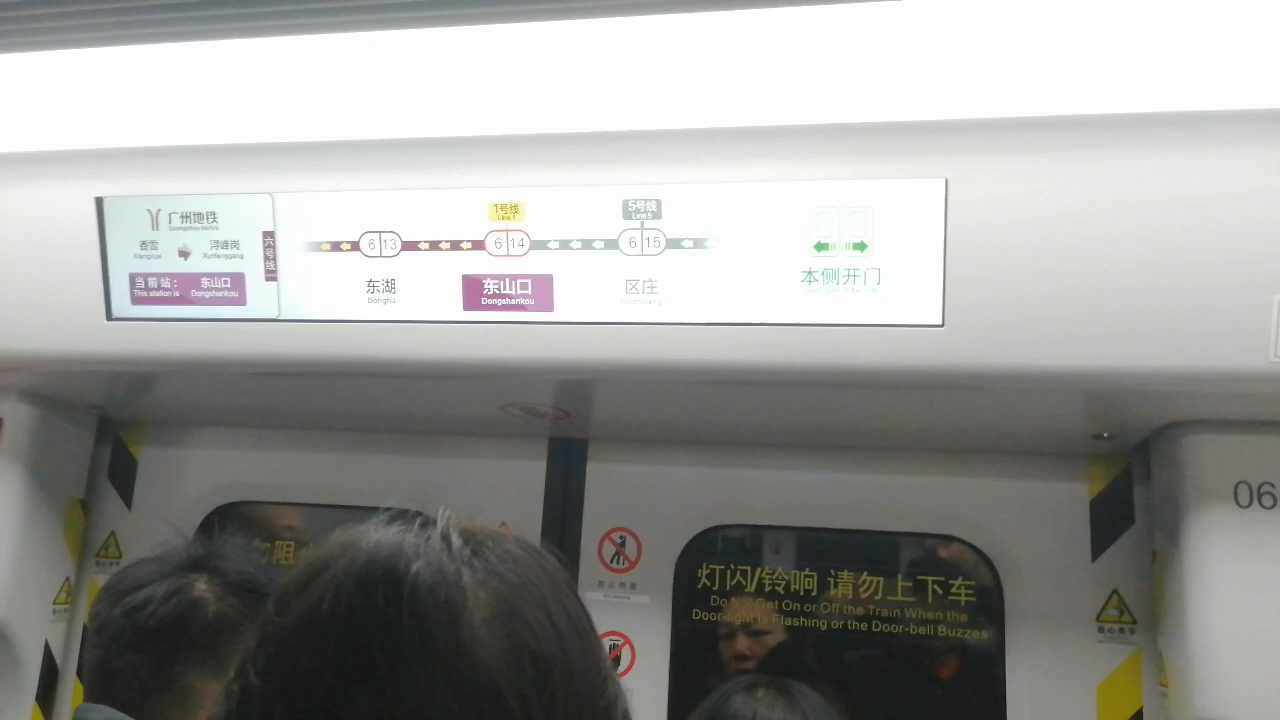 广州地铁
Guangzhou Metro
香雪
Xiangxue
浔峰岗
Xunfenggang
当前站：
This station is
东山口
Dongshankou
六号线
6 13
东湖
Donghu
1号线
Line 1
6 14
东山口
Dongshankou
5号线
Line 5
6 15
区庄
Ouzhuang
本侧开门
06
灯闪/铃响 请勿上下车
Do Not Get On or Off the Train When the
Door-light Is Flashing or the Door-bell Buzzes